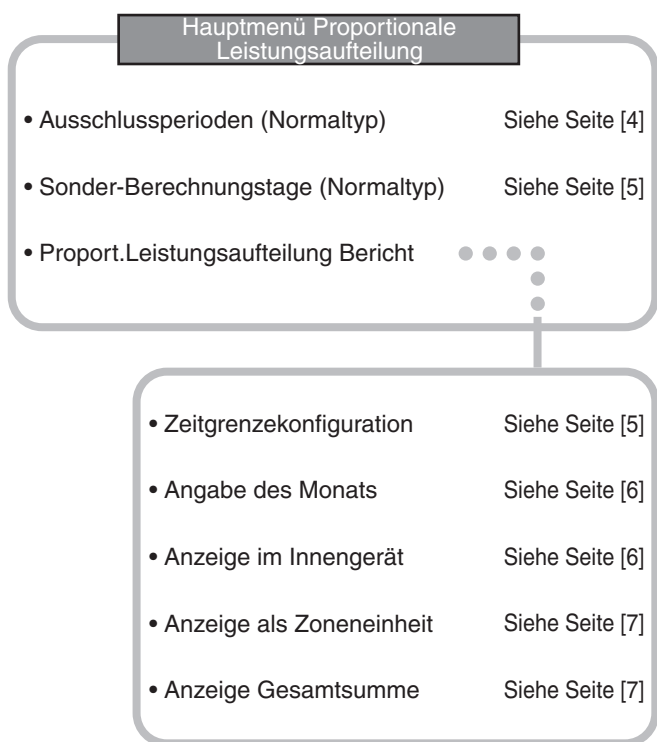 Hauptmenü Proportionale
Leistungsaufteilung
• Ausschlussperioden (Normaltyp) Siehe Seite [4]
• Sonder-Berechnungstage (Normaltyp) Siehe Seite [5]
• Proport.Leistungsaufteilung Bericht
• Zeitgrenzekonfiguration Siehe Seite [5]
• Angabe des Monats Siehe Seite [6]
• Anzeige im Innengerät Siehe Seite [6]
• Anzeige als Zoneneinheit Siehe Seite [7]
• Anzeige Gesamtsumme Siehe Seite [7]